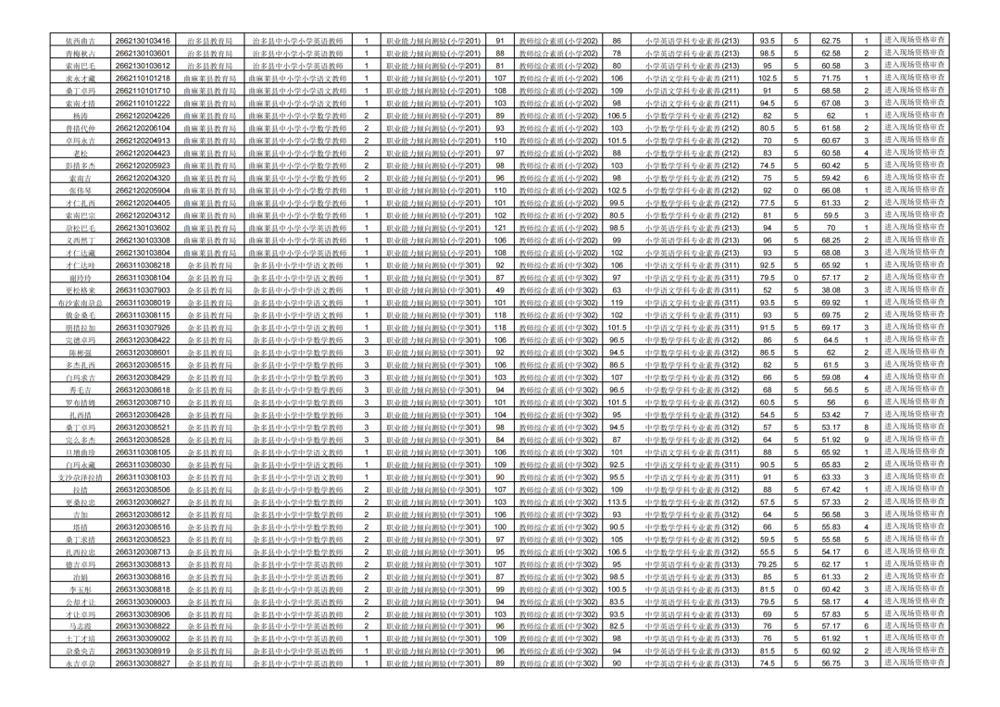 依西曲吉 2662130103416 治多县教育局 治多县中小学小学英语教师 1 职业能力倾向测验(小学201) 91 教师综合素质(小学202) 86 小学英语学科专业素养(213) 93.5 5 62.75 1 进入现场资格审查
青梅秋占 2662130103601 治多县教育局 治多县中小学小学英语教师 1 职业能力倾向测验(小学201) 88 教师综合素质(小学202) 78 小学英语学科专业素养(213) 98.5 5 62.58 2 进入现场资格审查
索南巴毛 2662130103612 治多县教育局 治多县中小学小学英语教师 1 职业能力倾向测验(小学201) 81 教师综合素质(小学202) 80 小学英语学科专业素养(213) 95 5 60.58 3 进入现场资格审查
求永才藏 2662110101218 曲麻莱县教育局 曲麻莱县中小学小学语文教师 1 职业能力倾向测验(小学201) 107 教师综合素质(小学202) 106 小学语文学科专业素养(211) 102.5 5 71.75 1 进入现场资格审查
桑丁卓玛 2662110101710 曲麻莱县教育局 曲麻莱县中小学小学语文教师 1 职业能力倾向测验(小学201) 108 教师综合素质(小学202) 109 小学语文学科专业素养(211) 91 5 68.58 2 进入现场资格审查
索南才措 2662110101222 曲麻莱县教育局 曲麻莱县中小学小学语文教师 1 职业能力倾向测验(小学201) 103 教师综合素质(小学202) 98 小学语文学科专业素养(211) 94.5 5 67.08 3 进入现场资格审查
杨涛 2662120204226 曲麻莱县教育局 曲麻莱县中小学小学数学教师 2 职业能力倾向测验(小学201) 89 教师综合素质(小学202) 106.5 小学数学学科专业素养(212) 82 5 62 1 进入现场资格审查
昔措代仲 2662120206104 曲麻莱县教育局 曲麻莱县中小学小学数学教师 2 职业能力倾向测验(小学201) 93 教师综合素质(小学202) 103 小学数学学科专业素养(212) 80.5 5 61.58 2 进入现场资格审查
卓玛永吉 2662120204913 曲麻莱县教育局 曲麻莱县中小学小学数学教师 2 职业能力倾向测验(小学201) 110 教师综合素质(小学202) 101.5 小学数学学科专业素养(212) 70 5 60.67 3 进入现场资格审查
老松 2662120204423 曲麻莱县教育局 曲麻莱县中小学小学数学教师 2 职业能力倾向测验(小学201) 97 教师综合素质(小学202) 88 小学数学学科专业素养(212) 83 5 60.58 4 进入现场资格审查
彭措多杰 2662120205923 曲麻莱县教育局 曲麻莱县中小学小学数学教师 2 职业能力倾向测验(小学201) 98 教师综合素质(小学202) 103 小学数学学科专业素养(212) 74.5 5 60.42 5 进入现场资格审查
索南吉 2662120204320 曲麻莱县教育局 曲麻莱县中小学小学数学教师 2 职业能力倾向测验(小学201) 96 教师综合素质(小学202) 98 小学数学学科专业素养(212) 75 5 59.42 6 进入现场资格审查
张伟琴 2662120205904 曲麻莱县教育局 曲麻莱县中小学小学数学教师 1 职业能力倾向测验(小学201) 110 教师综合素质(小学202) 102.5 小学数学学科专业素养(212) 92 0 66.08 1 进入现场资格审查
才仁扎西 2662120204405 曲麻莱县教育局 曲麻莱县中小学小学数学教师 1 职业能力倾向测验(小学201) 101 教师综合素质(小学202) 99.5 小学数学学科专业素养(212) 77.5 5 61.33 2 进入现场资格审查
索南巴宗 2662120204312 曲麻莱县教育局 曲麻莱县中小学小学数学教师 1 职业能力倾向测验(小学201) 102 教师综合素质(小学202) 80.5 小学数学学科专业素养(212) 81 5 59.5 3 进入现场资格审查
尕松巴毛 2662130103602 曲麻莱县教育局 曲麻莱县中小学小学英语教师 1 职业能力倾向测验(小学201) 121 教师综合素质(小学202) 98.5 小学英语学科专业素养(213) 94 5 70 1 进入现场资格审查
义西然丁 2662130103308 曲麻莱县教育局 曲麻莱县中小学小学英语教师 1 职业能力倾向测验(小学201) 106 教师综合素质(小学202) 99 小学英语学科专业素养(213) 96 5 68.25 2 进入现场资格审查
才仁达藏 2662130103804 曲麻莱县教育局 曲麻莱县中小学小学英语教师 1 职业能力倾向测验(小学201) 108 教师综合素质(小学202) 102 小学英语学科专业素养(213) 93 5 68.08 3 进入现场资格审查
才仁达哇 2663110308218 杂多县教育局 杂多县中小学中学语文教师 1 职业能力倾向测验(中学301) 92 教师综合素质(中学302) 106 中学语文学科专业素养(311) 92.5 5 65.92 1 进入现场资格审查
谢玲玲 2663110308104 杂多县教育局 杂多县中小学中学语文教师 1 职业能力倾向测验(中学301) 87 教师综合素质(中学302) 97 中学语文学科专业素养(311) 79.5 0 57.17 2 进入现场资格审查
更松格来 2663110307903 杂多县教育局 杂多县中小学中学语文教师 1 职业能力倾向测验(中学301) 49 教师综合素质(中学302) 63 中学语文学科专业素养(311) 52 5 38.08 3 进入现场资格审查
布沙索南尕总 2663110308019 杂多县教育局 杂多县中小学中学语文教师 1 职业能力倾向测验(中学301) 101 教师综合素质(中学302) 119 中学语文学科专业素养(311) 93.5 5 69.92 1 进入现场资格审查
俄金桑毛 2663110308115 杂多县教育局 杂多县中小学中学语文教师 1 职业能力倾向测验(中学301) 118 教师综合素质(中学302) 102 中学语文学科专业素养(311) 93 5 69.75 2 进入现场资格审查
朋措拉加 2663110307926 杂多县教育局 杂多县中小学中学语文教师 1 职业能力倾向测验(中学301) 118 教师综合素质(中学302) 101.5 中学语文学科专业素养(311) 91.5 5 69.17 3 进入现场资格审查
完德卓玛 2663120308422 杂多县教育局 杂多县中小学中学数学教师 3 职业能力倾向测验(中学301) 106 教师综合素质(中学302) 96.5 中学数学学科专业素养(312) 86 5 64.5 1 进入现场资格审查
陈彬强 2663120308601 杂多县教育局 杂多县中小学中学数学教师 3 职业能力倾向测验(中学301) 92 教师综合素质(中学302) 94.5 中学数学学科专业素养(312) 86.5 5 62 2 进入现场资格审查
多杰扎西 2663120308515 杂多县教育局 杂多县中小学中学数学教师 3 职业能力倾向测验(中学301) 106 教师综合素质(中学302) 86.5 中学数学学科专业素养(312) 82 5 61.5 3 进入现场资格审查
白玛求吉 2663120308429 杂多县教育局 杂多县中小学中学数学教师 3 职业能力倾向测验(中学301) 103 教师综合素质(中学302) 107 中学数学学科专业素养(312) 66 5 59.08 4 进入现场资格审查
秀毛吉 2663120308618 杂多县教育局 杂多县中小学中学数学教师 3 职业能力倾向测验(中学301) 94 教师综合素质(中学302) 96.5 中学数学学科专业素养(312) 68 5 56.5 5 进入现场资格审查
罗布措姆 2663120308710 杂多县教育局 杂多县中小学中学数学教师 3 职业能力倾向测验(中学301) 101 教师综合素质(中学302) 101.5 中学数学学科专业素养(312) 60.5 5 56 6 进入现场资格审查
扎西措 2663120308428 杂多县教育局 杂多县中小学中学数学教师 3 职业能力倾向测验(中学301) 104 教师综合素质(中学302) 95 中学数学学科专业素养(312) 54.5 5 53.42 7 进入现场资格审查
桑丁卓玛 2663120308521 杂多县教育局 杂多县中小学中学数学教师 3 职业能力倾向测验(中学301) 98 教师综合素质(中学302) 94.5 中学数学学科专业素养(312) 57 5 53.17 8 进入现场资格审查
完么多杰 2663120308528 杂多县教育局 杂多县中小学中学数学教师 3 职业能力倾向测验(中学301) 84 教师综合素质(中学302) 87 中学数学学科专业素养(312) 64 5 51.92 9 进入现场资格审查
旦增曲珍 2663110308105 杂多县教育局 杂多县中小学中学语文教师 1 职业能力倾向测验(中学301) 106 教师综合素质(中学302) 101 中学语文学科专业素养(311) 88 5 65.92 1 进入现场资格审查
白玛永藏 2663110308030 杂多县教育局 杂多县中小学中学语文教师 1 职业能力倾向测验(中学301) 109 教师综合素质(中学302) 92.5 中学语文学科专业素养(311) 90.5 5 65.83 2 进入现场资格审查
支沙尕泽拉措 2663110308103 杂多县教育局 杂多县中小学中学语文教师 1 职业能力倾向测验(中学301) 90 教师综合素质(中学302) 95.5 中学语文学科专业素养(311) 91 5 63.33 3 进入现场资格审查
拉措 2663120308506 杂多县教育局 杂多县中小学中学数学教师 2 职业能力倾向测验(中学301) 107 教师综合素质(中学302) 109 中学数学学科专业素养(312) 88 5 67.42 1 进入现场资格审查
更桑拉忠 2663120308627 杂多县教育局 杂多县中小学中学数学教师 2 职业能力倾向测验(中学301) 103 教师综合素质(中学302) 113.5 中学数学学科专业素养(312) 57.5 5 57.33 2 进入现场资格审查
吉加 2663120308612 杂多县教育局 杂多县中小学中学数学教师 2 职业能力倾向测验(中学301) 106 教师综合素质(中学302) 93 中学数学学科专业素养(312) 64 5 56.58 3 进入现场资格审查
塔措 2663120308516 杂多县教育局 杂多县中小学中学数学教师 2 职业能力倾向测验(中学301) 100 教师综合素质(中学302) 90.5 中学数学学科专业素养(312) 66 5 55.83 4 进入现场资格审查
桑丁求措 2663120308523 杂多县教育局 杂多县中小学中学数学教师 2 职业能力倾向测验(中学301) 97 教师综合素质(中学302) 105 中学数学学科专业素养(312) 59.5 5 55.58 5 进入现场资格审查
扎西拉忠 2663120308713 杂多县教育局 杂多县中小学中学数学教师 2 职业能力倾向测验(中学301) 95 教师综合素质(中学302) 106.5 中学数学学科专业素养(312) 55.5 5 54.17 6 进入现场资格审查
德吉卓玛 2663130308813 杂多县教育局 杂多县中小学中学英语教师 2 职业能力倾向测验(中学301) 107 教师综合素质(中学302) 95 中学英语学科专业素养(313) 79.25 5 62.17 1 进入现场资格审查
冶娟 2663130308816 杂多县教育局 杂多县中小学中学英语教师 2 职业能力倾向测验(中学301) 87 教师综合素质(中学302) 98.5 中学英语学科专业素养(313) 85 5 61.33 2 进入现场资格审查
李玉彤 2663130308818 杂多县教育局 杂多县中小学中学英语教师 2 职业能力倾向测验(中学301) 99 教师综合素质(中学302) 100.5 中学英语学科专业素养(313) 81.5 0 60.42 3 进入现场资格审查
公却才让 2663130309003 杂多县教育局 杂多县中小学中学英语教师 2 职业能力倾向测验(中学301) 94 教师综合素质(中学302) 83.5 中学英语学科专业素养(313) 79.5 5 58.17 4 进入现场资格审查
才让卓玛 2663130308906 杂多县教育局 杂多县中小学中学英语教师 2 职业能力倾向测验(中学301) 103 教师综合素质(中学302) 93.5 中学英语学科专业素养(313) 69 5 57.83 5 进入现场资格审查
马志霞 2663130308822 杂多县教育局 杂多县中小学中学英语教师 2 职业能力倾向测验(中学301) 96 教师综合素质(中学302) 82.5 中学英语学科专业素养(313) 76 5 57.17 6 进入现场资格审查
土丁才培 2663130309002 杂多县教育局 杂多县中小学中学英语教师 1 职业能力倾向测验(中学301) 109 教师综合素质(中学302) 98 中学英语学科专业素养(313) 76 5 61.92 1 进入现场资格审查
尕桑央吉 2663130308919 杂多县教育局 杂多县中小学中学英语教师 1 职业能力倾向测验(中学301) 96 教师综合素质(中学302) 94 中学英语学科专业素养(313) 81.5 5 60.92 2 进入现场资格审查
永吉卓尕 2663130308827 杂多县教育局 杂多县中小学中学英语教师 1 职业能力倾向测验(中学301) 89 教师综合素质(中学302) 90 中学英语学科专业素养(313) 74.5 5 56.75 3 进入现场资格审查